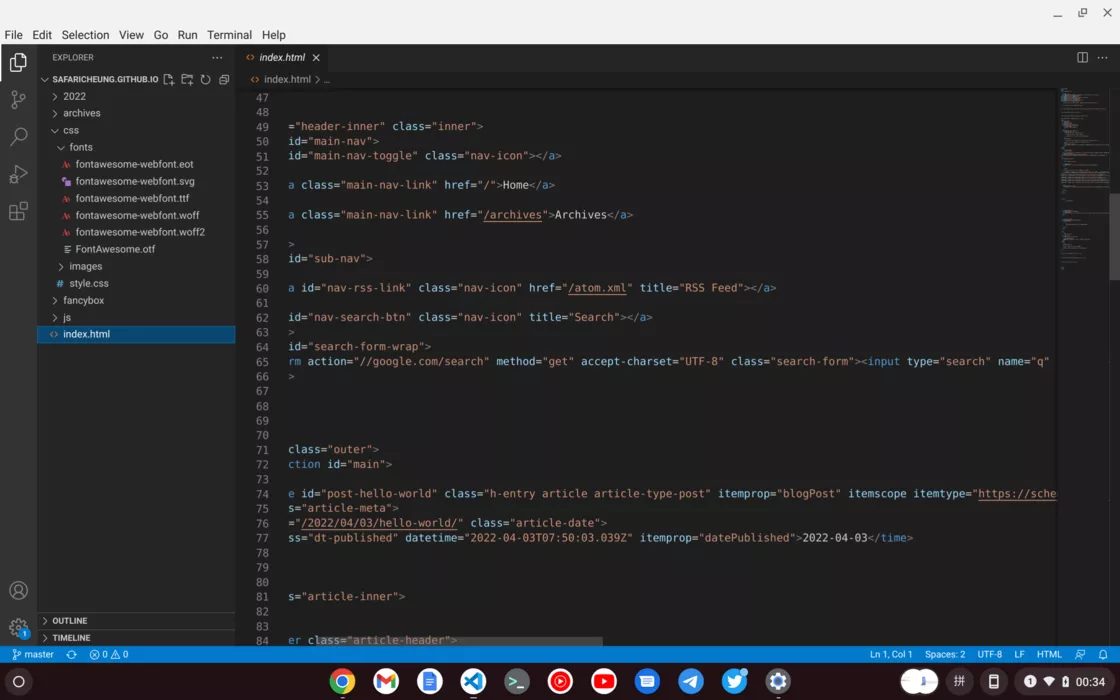 File Edit Selection View Go Run Terminal Help
EXPLORER
SAFARICHEUNG.GITHUB.IO
2022
archives
css
fonts
fontawesome-webfont.eot
fontawesome-webfont.svg
fontawesome-webfont.ttf
fontawesome-webfont.woff
fontawesome-webfont.woff2
FontAwesome.otf
images
# style.css
fancybox
js
index.html
OUTLINE
TIMELINE
index.html
index.html > ...
47
48
49 ="header-inner" class="inner">
50 id="main-nav">
51 id="main-nav-toggle" class="nav-icon"></a>
52
53 a class="main-nav-link" href="/">Home</a>
54
55 a class="main-nav-link" href="/archives">Archives</a>
56
57 >
58 id="sub-nav">
59
60 a id="nav-rss-link" class="nav-icon" href="/atom.xml" title="RSS Feed"></a>
61
62 id="nav-search-btn" class="nav-icon" title="Search"></a>
63 >
64 id="search-form-wrap">
65 rm action="//google.com/search" method="get" accept-charset="UTF-8" class="search-form"><input type="search" name="q"
66 >
67
68
69
70
71 class="outer">
72 ction id="main">
73
74 e id="post-hello-world" class="h-entry article article-type-post" itemprop="blogPost" itemscope itemtype="https://sche
75 s="article-meta">
76 ="/2022/04/03/hello-world/" class="article-date">
77 ss="dt-published" datetime="2022-04-03T07:50:03.039Z" itemprop="datePublished">2022-04-03</time>
78
79
80
81 s="article-inner">
82
83
84 er class="article-header">
1
master 0 0 Ln 1, Col 1 Spaces: 2 UTF-8 LF HTML
1 00:34